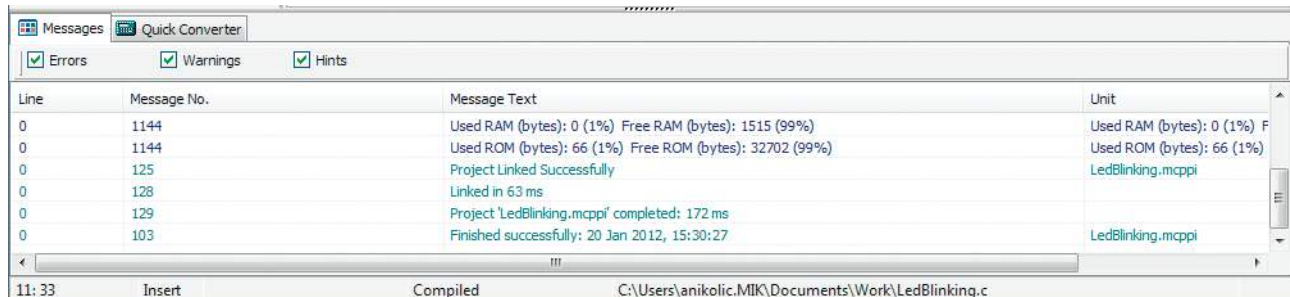 Messages Quick Converter
Errors Warnings Hints
Line Message No. Message Text Unit
0 1144 Used RAM (bytes): 0 (1%) Free RAM (bytes): 1515 (99%) Used RAM (bytes): 0 (1%) F
0 1144 Used ROM (bytes): 66 (1%) Free ROM (bytes): 32702 (99%) Used ROM (bytes): 66 (1%)
0 125 Project Linked Successfully LedBlinking.mcppi
0 128 Linked in 63 ms
0 129 Project 'LedBlinking.mcppi' completed: 172 ms
0 103 Finished successfully: 20 Jan 2012, 15:30:27 LedBlinking.mcppi
11: 33 Insert Compiled C:\Users\anikolic.MIK\Documents\Work\LedBlinking.c